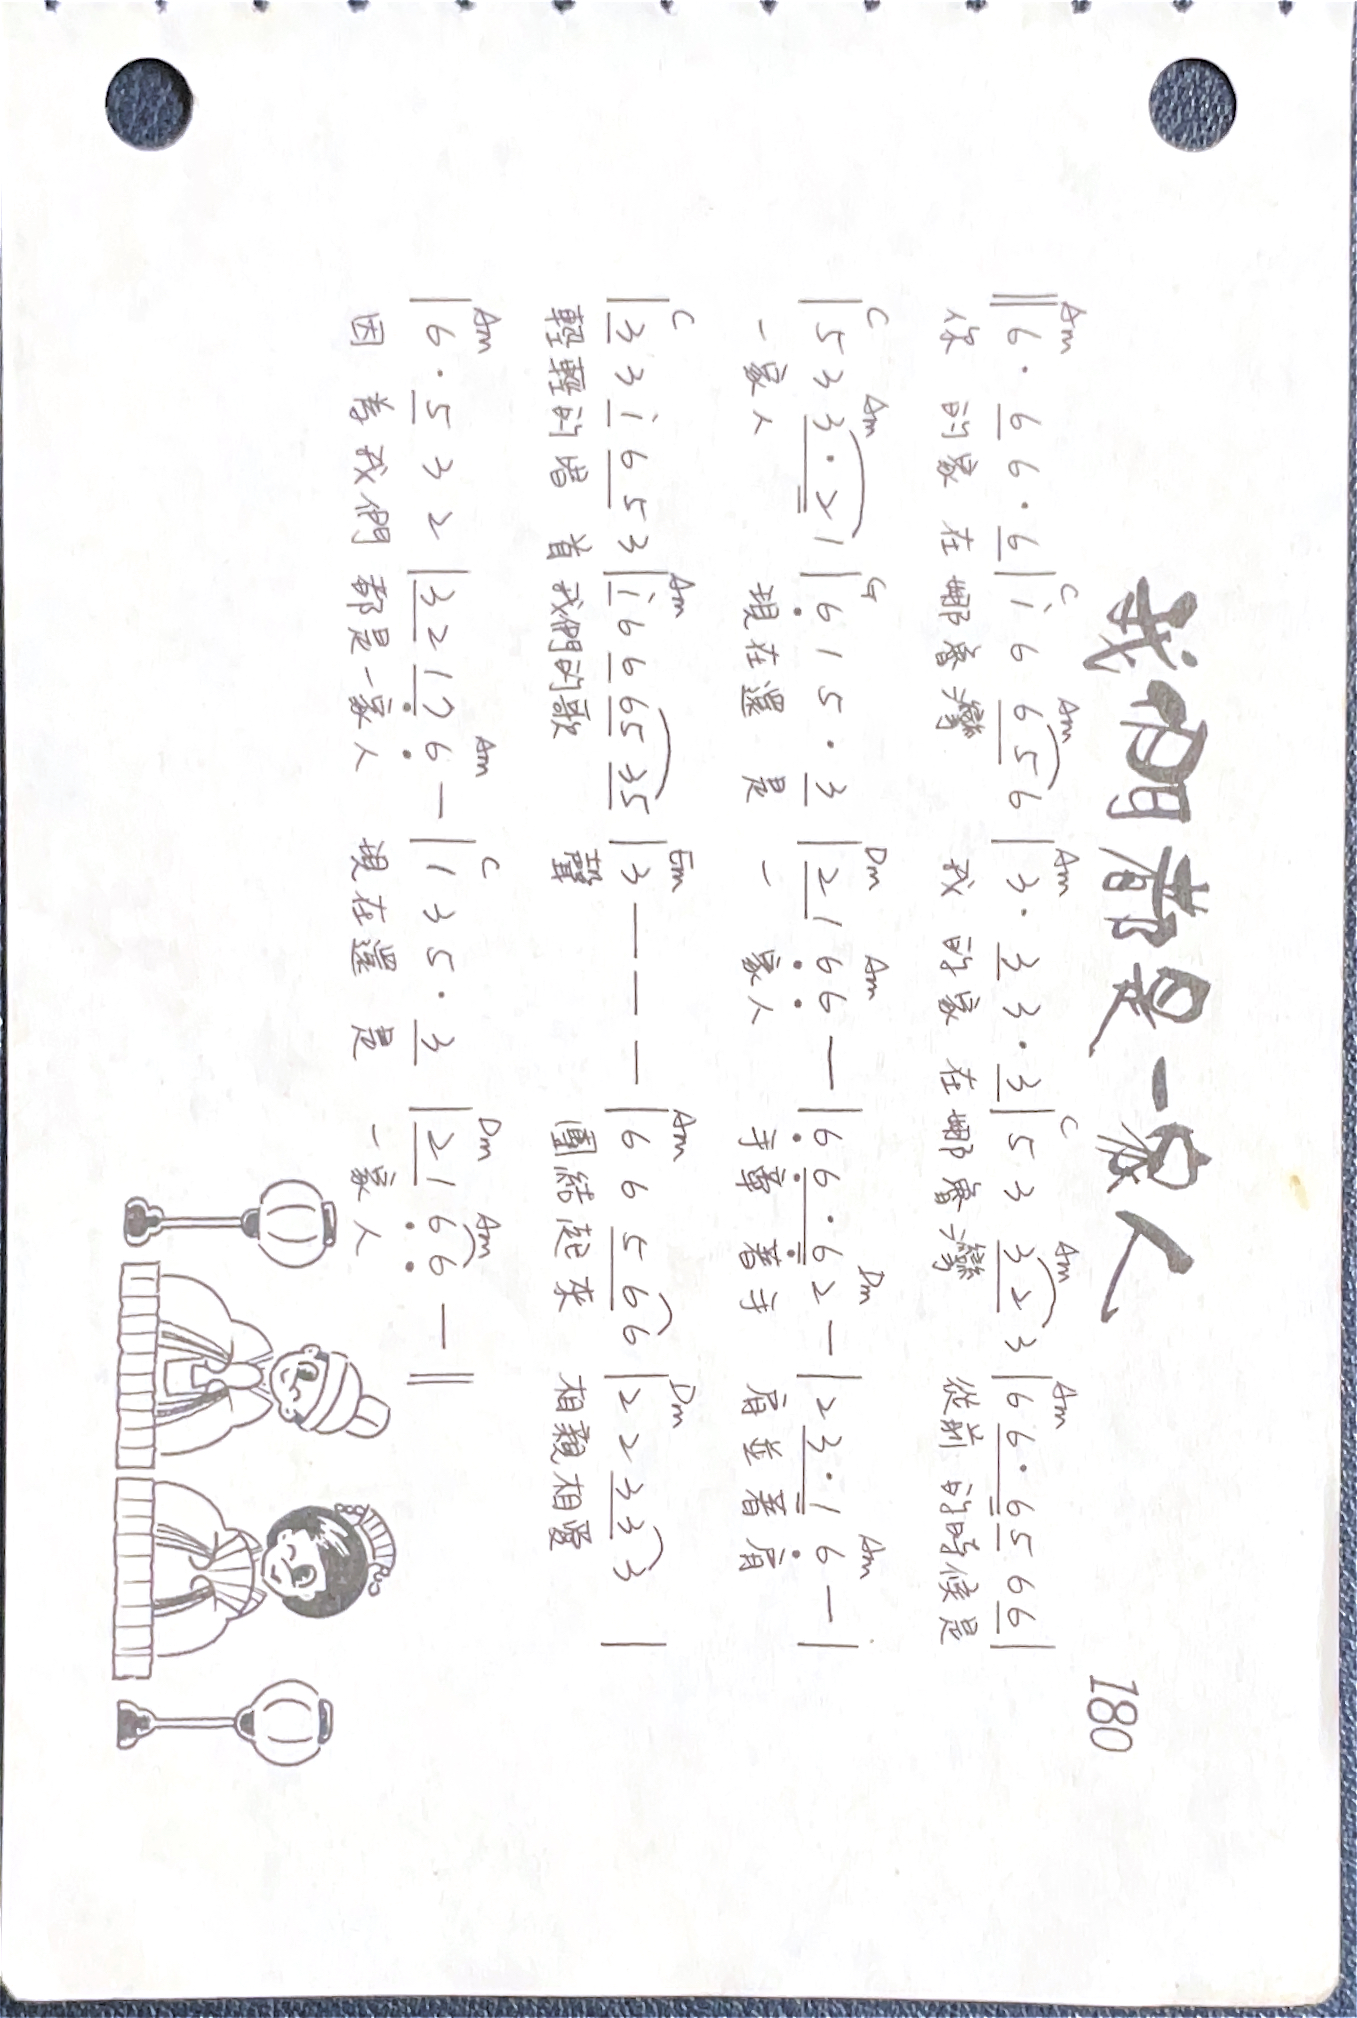 我們都是一家人
180
Am C Am Am C Am Am
‖6· 6 6· 6|i 6 6 5 6|3· 3 3· 3|5 3 3 2 3|6 6· 6 5 6 6|
你的家在娜魯灣 我的家在娜魯灣 從前的時候是
C Am G Dm Am Dm Am
|5 3 3· 2 1|6̣ 1 5· 3|2 1 6̣ 6̣ —|6̣ 6̣· 6̣ 2 —|2 3· 1 6̣ —|
一家人 現在還是一家人 手牽著手 肩並著肩
C Am Em Am Dm
|3 3 i 6 5 3|i 6 6 6 5 3 5|3 — — —|6 6 5 6 6|2 2 3 3 3|
輕輕的唱首我們的歌聲 團結起來 相親相愛
Am Am C Dm Am
|6· 5 3 2|3 2 1 7̣ 6̣ —|1 3 5· 3|2 1 6̣ 6̣ —‖
因為我們都是一家人 現在還是一家人